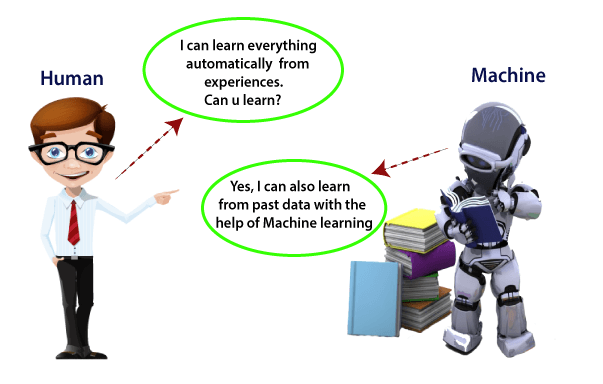 Human
I can learn everything
automatically from
experiences.
Can u learn?
Machine
Yes, I can also learn
from past data with the
help of Machine learning